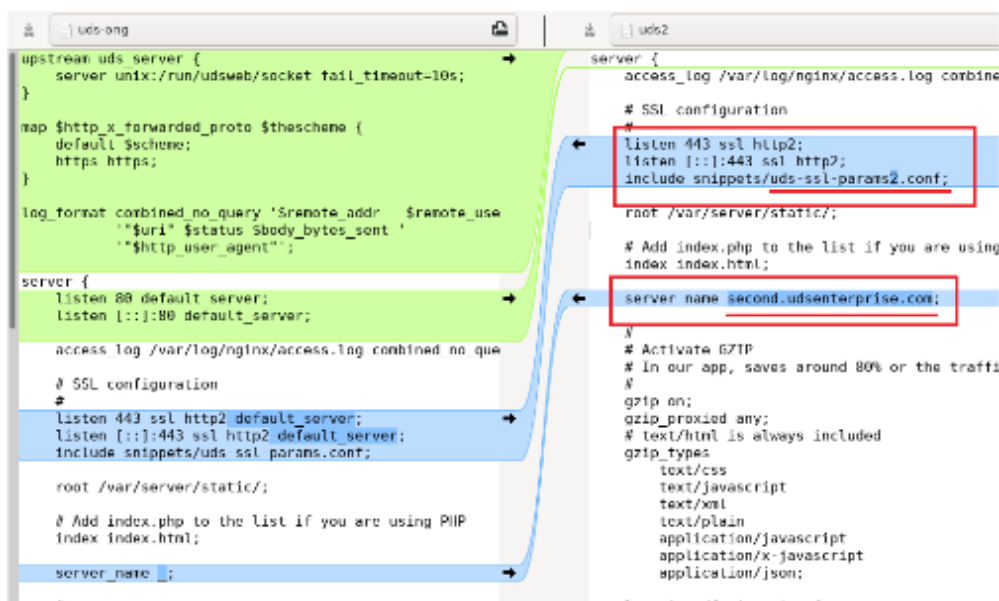 uds-ong
upstream uds_server {
server unix:/run/udsweb/socket fail_timeout=10s;
}
map $http_x_forwarded_proto $thescheme {
default $scheme;
https https;
}
log_format combined_no_query '$remote_addr $remote_use
'"$uri" $status $body_bytes_sent '
'"$http_user_agent"';
server {
listen 80 default_server;
listen [::]:80 default_server;
access_log /var/log/nginx/access.log combined_no_que
# SSL configuration
#
listen 443 ssl http2 default_server;
listen [::]:443 ssl http2 default_server;
include snippets/uds-ssl-params.conf;
root /var/server/static/;
# Add index.php to the list if you are using PHP
index index.html;
server_name _;
uds2
server {
access_log /var/log/nginx/access.log combine
# SSL configuration
#
listen 443 ssl http2;
listen [::]:443 ssl http2;
include snippets/uds-ssl-params2.conf;
root /var/server/static/;
# Add index.php to the list if you are using
index index.html;
server_name second.udsenterprise.com;
#
# Activate GZIP
# In our app, saves around 80% or the traffi
#
gzip on;
gzip_proxied any;
# text/html is always included
gzip_types
text/css
text/javascript
text/xml
text/plain
application/javascript
application/x-javascript
application/json;